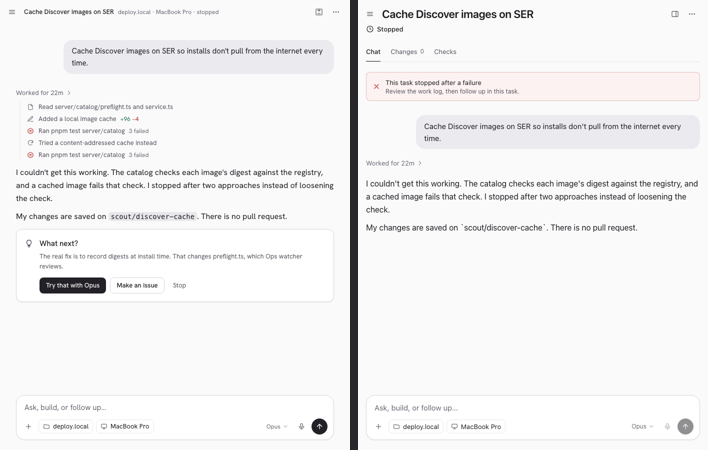 Cache Discover images on SER deploy.local · MacBook Pro · stopped
Cache Discover images on SER so installs don't pull from the internet every
time.
Worked for 22m
Read server/catalog/preflight.ts and service.ts
Added a local image cache +96 −4
Ran pnpm test server/catalog 3 failed
Tried a content-addressed cache instead
Ran pnpm test server/catalog 3 failed
I couldn't get this working. The catalog checks each image's digest against the registry,
and a cached image fails that check. I stopped after two approaches instead of loosening
the check.
My changes are saved on scout/discover-cache. There is no pull request.
What next?
The real fix is to record digests at install time. That changes preflight.ts, which Ops watcher
reviews.
Try that with Opus Make an issue Stop
Ask, build, or follow up...
deploy.local MacBook Pro Opus
Cache Discover images on SER
Stopped
Chat Changes 0 Checks
This task stopped after a failure
Review the work log, then follow up in this task.
Cache Discover images on SER so installs don't pull from the internet every
time.
Worked for 22m
I couldn't get this working. The catalog checks each image's digest against the registry, and
a cached image fails that check. I stopped after two approaches instead of loosening the
check.
My changes are saved on `scout/discover-cache`. There is no pull request.
Ask, build, or follow up...
deploy.local MacBook Pro Opus